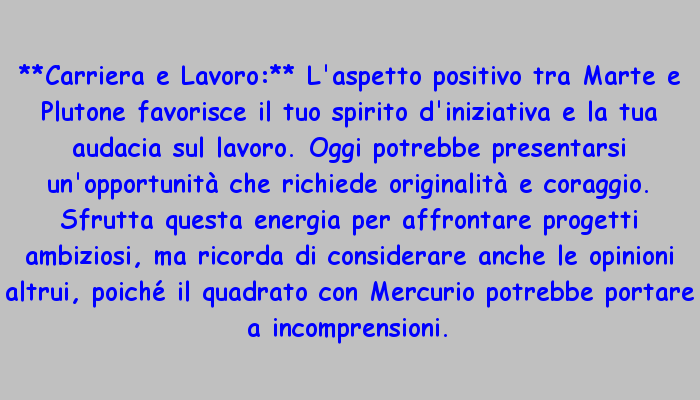 **Carriera e Lavoro:** L'aspetto positivo tra Marte e
Plutone favorisce il tuo spirito d'iniziativa e la tua
audacia sul lavoro. Oggi potrebbe presentarsi
un'opportunità che richiede originalità e coraggio.
Sfrutta questa energia per affrontare progetti
ambiziosi, ma ricorda di considerare anche le opinioni
altrui, poiché il quadrato con Mercurio potrebbe portare
a incomprensioni.